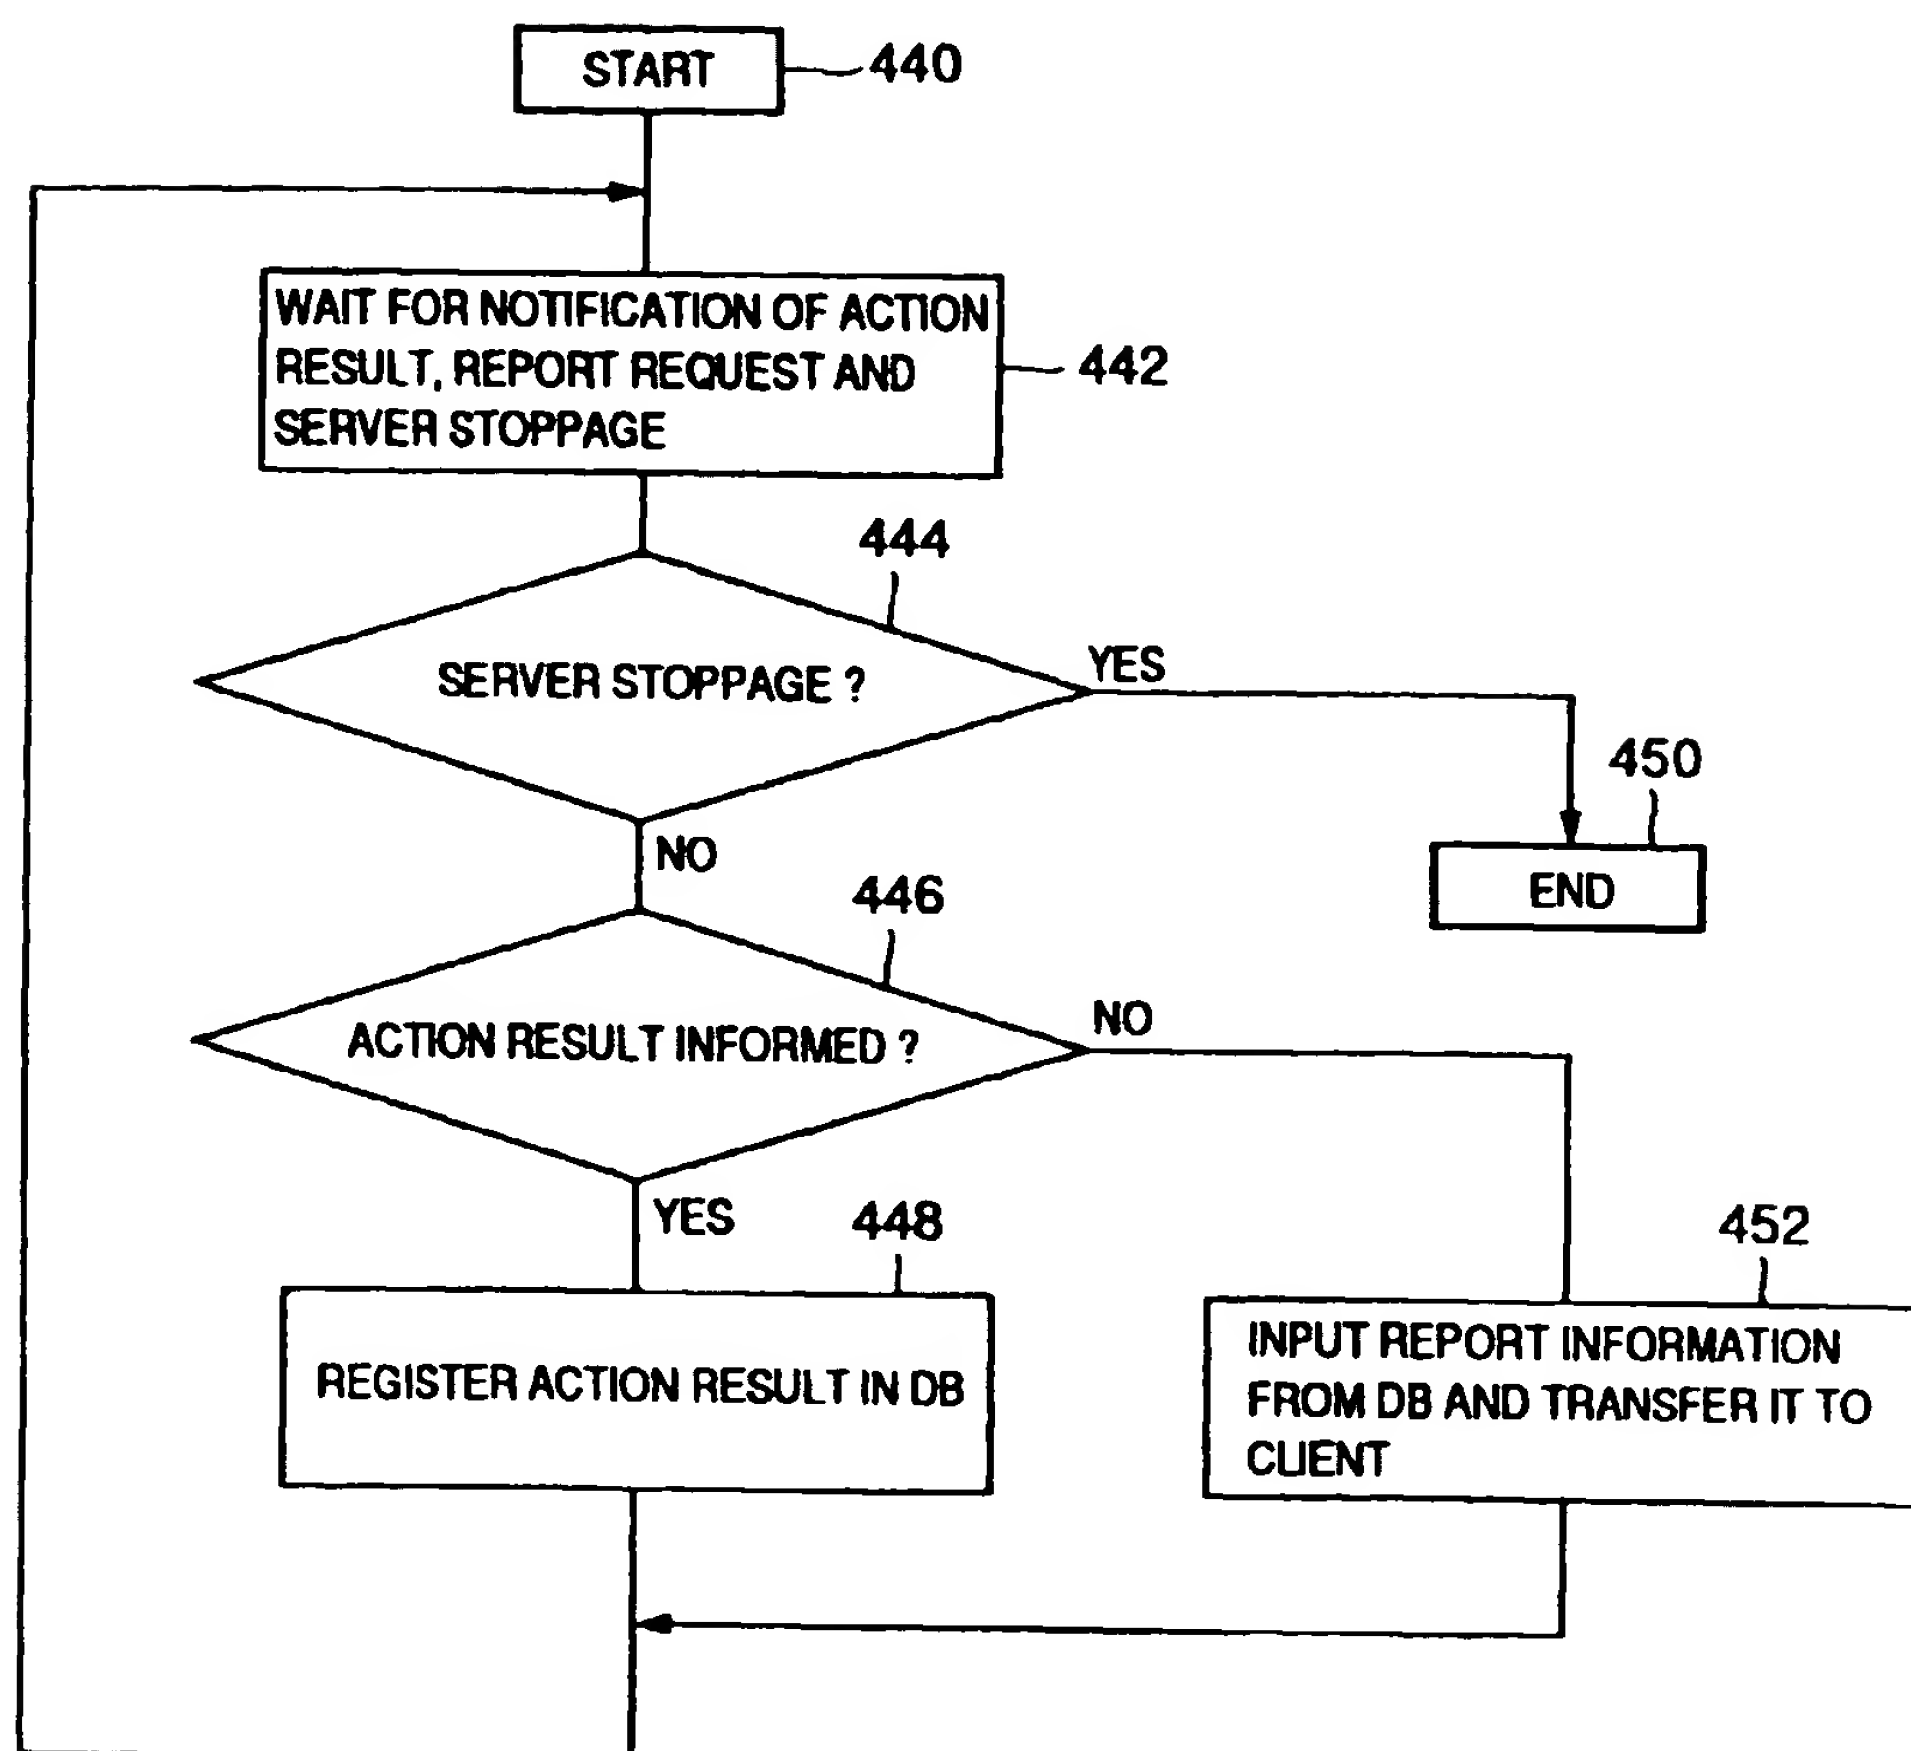 START
440
WAIT FOR NOTIFICATION OF ACTION
RESULT, REPORT REQUEST AND
SERVER STOPPAGE
442
444
SERVER STOPPAGE ?
YES
450
END
NO
446
ACTION RESULT INFORMED ?
NO
YES
448
REGISTER ACTION RESULT IN DB
452
INPUT REPORT INFORMATION
FROM DB AND TRANSFER IT TO
CLIENT